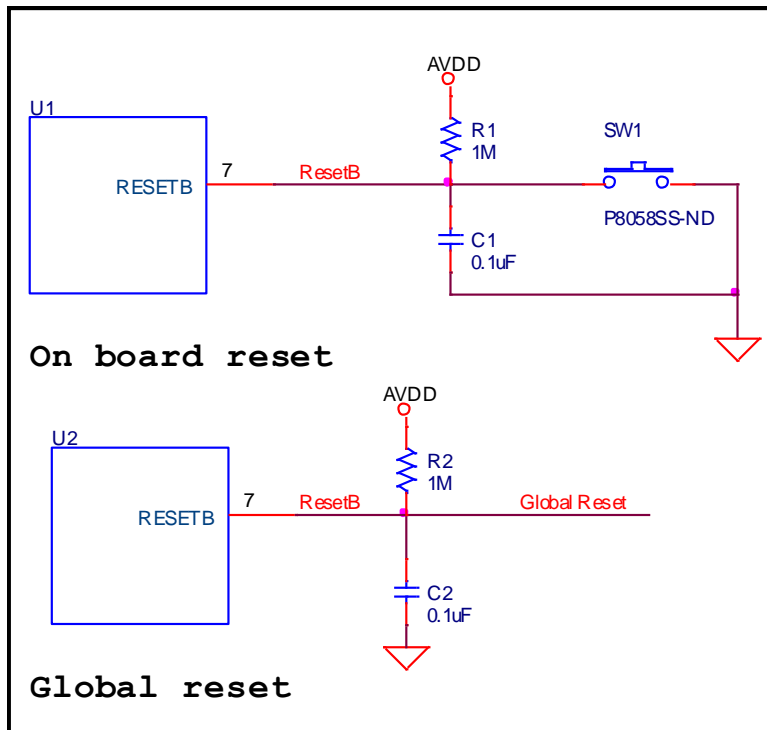 AVDD
U1
R1
1M
SW1
7
ResetB
RESETB
P8058SS-ND
C1
0.1uF
On board reset
AVDD
U2
R2
1M
7
ResetB
Global Reset
RESETB
C2
0.1uF
Global reset